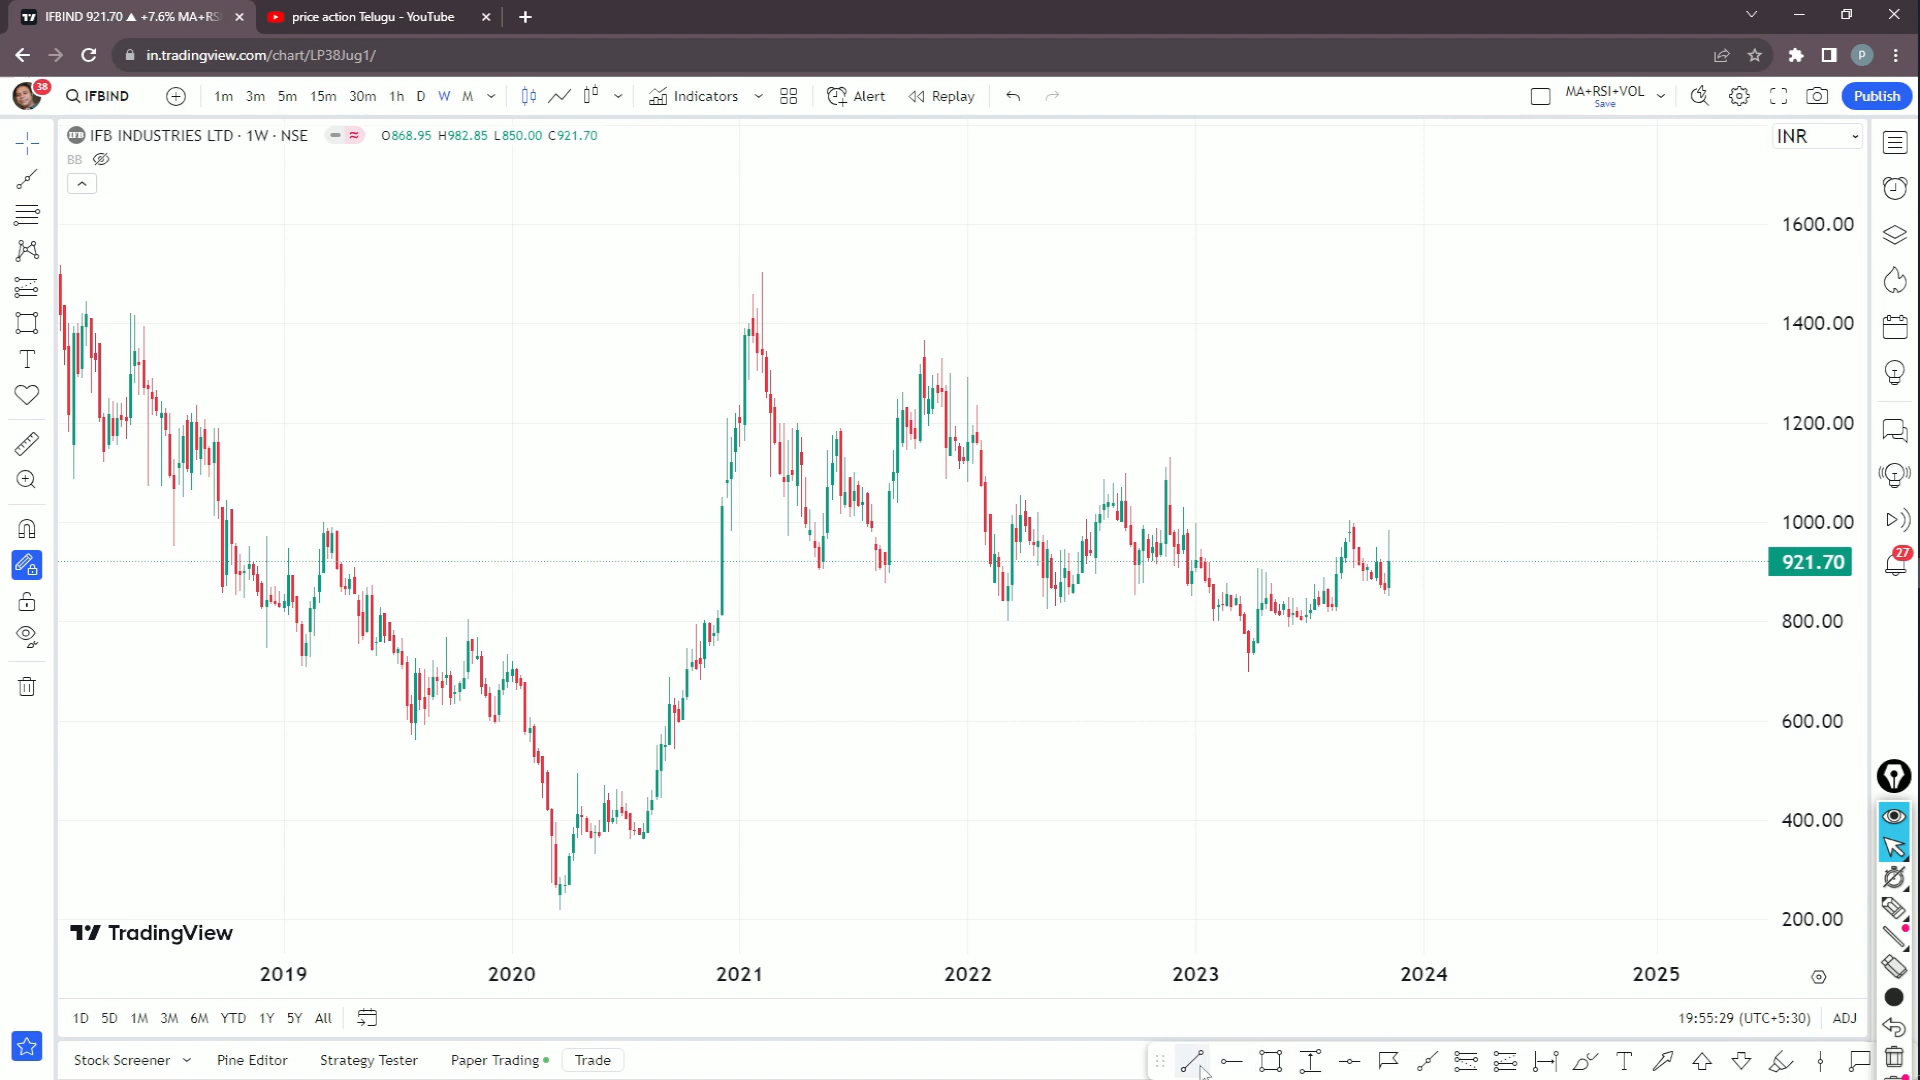 IFBIND 921.70 ▲ +7.6% MA+RS
price action Telugu - YouTube
in.tradingview.com/chart/LP38Jug1/
P
38
IFBIND
1m 3m 5m 15m 30m 1h D W M
Indicators
Alert
Replay
MA+RSI+VOL
Save
Publish
IFB INDUSTRIES LTD · 1W · NSE
O868.95 H982.85 L850.00 C921.70
INR
BB
1600.00
1400.00
1200.00
1000.00
921.70
800.00
600.00
400.00
200.00
27
TradingView
2019 2020 2021 2022 2023 2024 2025
1D 5D 1M 3M 6M YTD 1Y 5Y All
19:55:29 (UTC+5:30) ADJ
Stock Screener Pine Editor Strategy Tester Paper Trading Trade